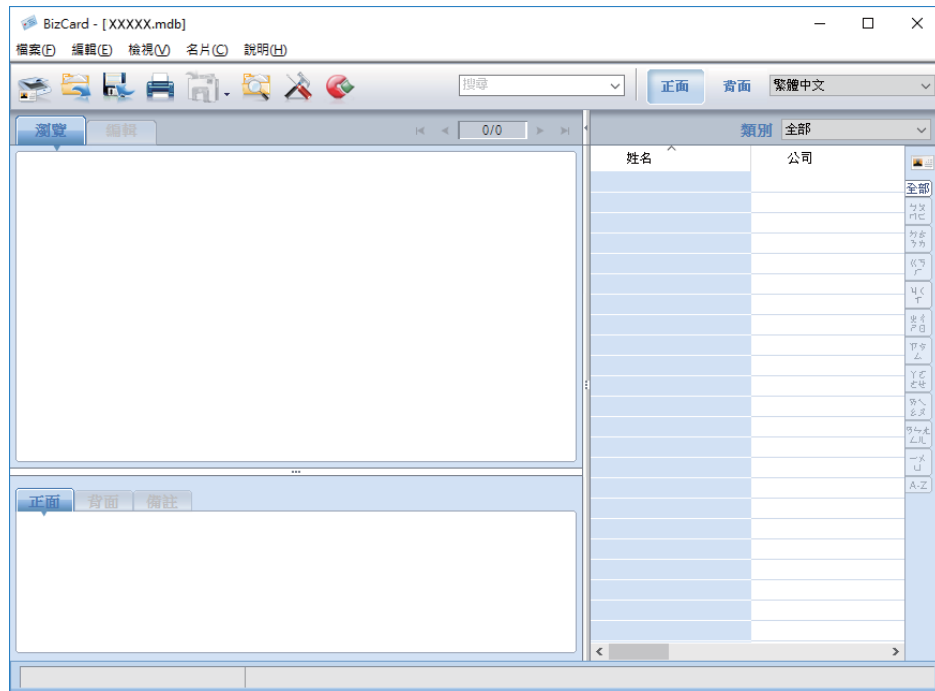 BizCard - [XXXXX.mdb]
檔案(F) 編輯(E) 檢視(V) 名片(C) 說明(H)
搜尋 正面 背面 繁體中文
瀏覽 編輯 0/0 類別 全部
姓名 公司
全部
ㄅㄆㄇㄈ
ㄉㄊㄋㄌ
ㄍㄎㄏ
ㄐㄑㄒ
ㄓㄔㄕㄖ
ㄗㄘㄙ
ㄚㄛㄜㄝ
ㄞㄟㄠㄡ
ㄢㄣㄤㄥㄦ
ㄧㄨㄩ
A-Z
正面 背面 備註